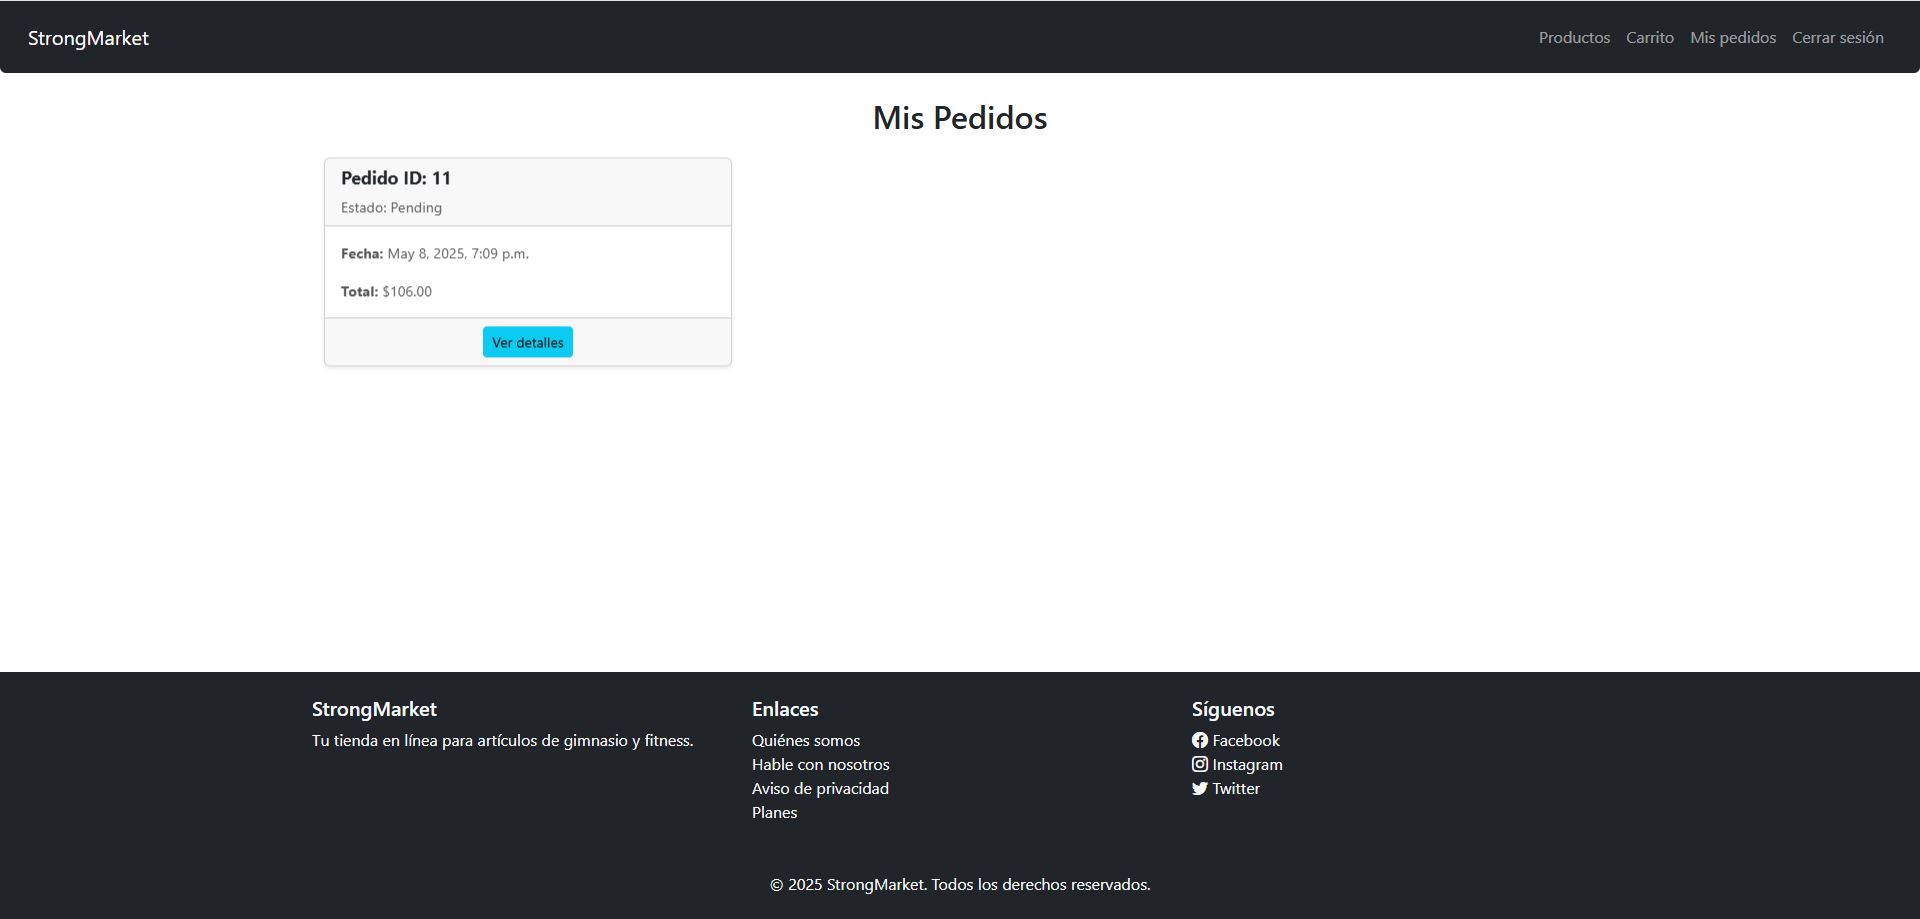 StrongMarket
Productos Carrito Mis pedidos Cerrar sesión
Mis Pedidos
Pedido ID: 11
Estado: Pending
Fecha: May 8, 2025, 7:09 p.m.
Total: $106.00
Ver detalles
StrongMarket
Tu tienda en línea para artículos de gimnasio y fitness.
Enlaces
Quiénes somos
Hable con nosotros
Aviso de privacidad
Planes
Síguenos
Facebook
Instagram
Twitter
© 2025 StrongMarket. Todos los derechos reservados.